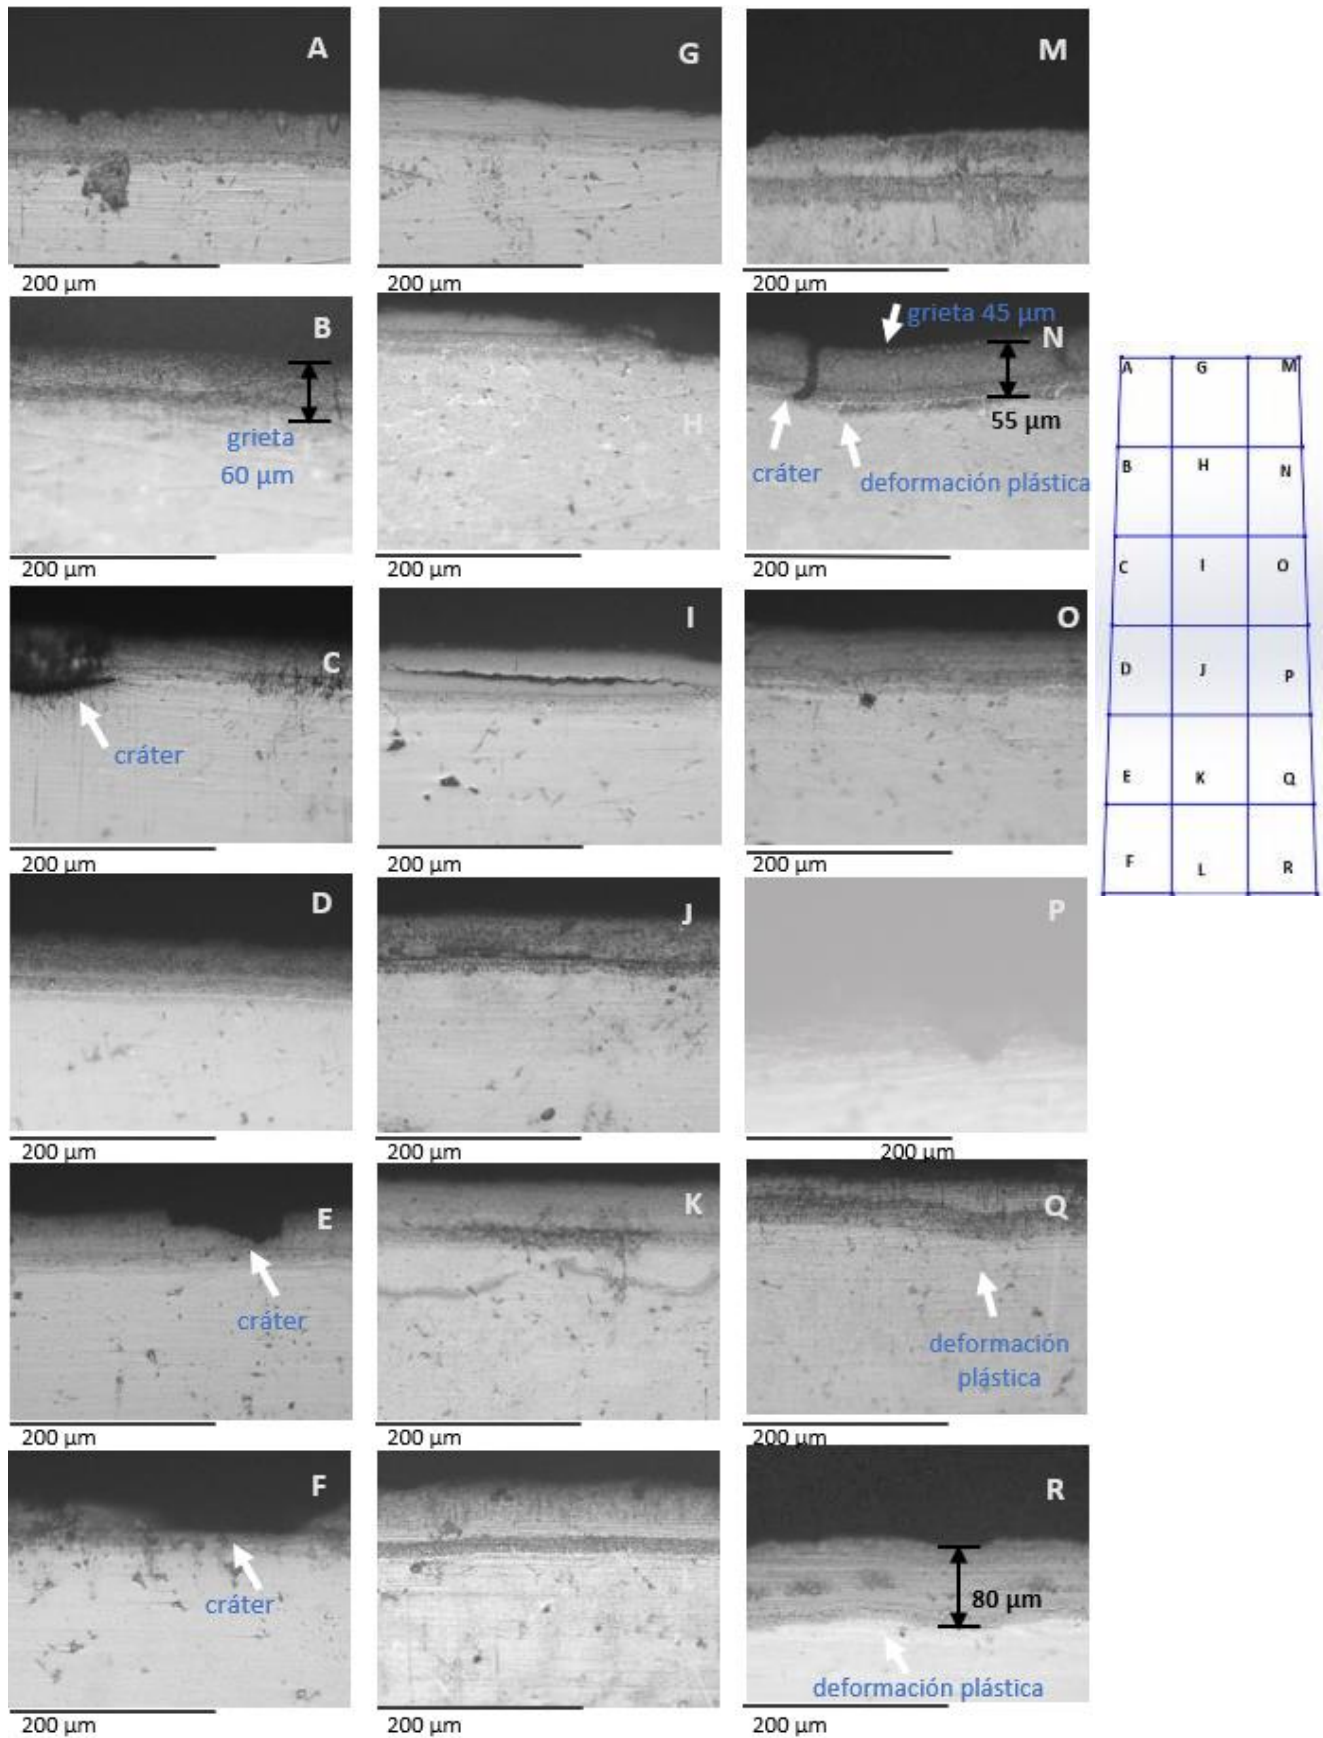 A
200 µm
G
200 µm
M
200 µm
B
grieta
60 µm
200 µm
H
200 µm
grieta 45 µm
N
55 µm
cráter
deformación plástica
200 µm
C
cráter
200 µm
I
200 µm
O
200 µm
D
200 µm
J
200 µm
P
200 µm
E
cráter
200 µm
K
200 µm
Q
deformación
plástica
200 µm
F
cráter
200 µm
200 µm
R
80 µm
deformación plástica
200 µm
A G M
B H N
C I O
D J P
E K Q
F L R